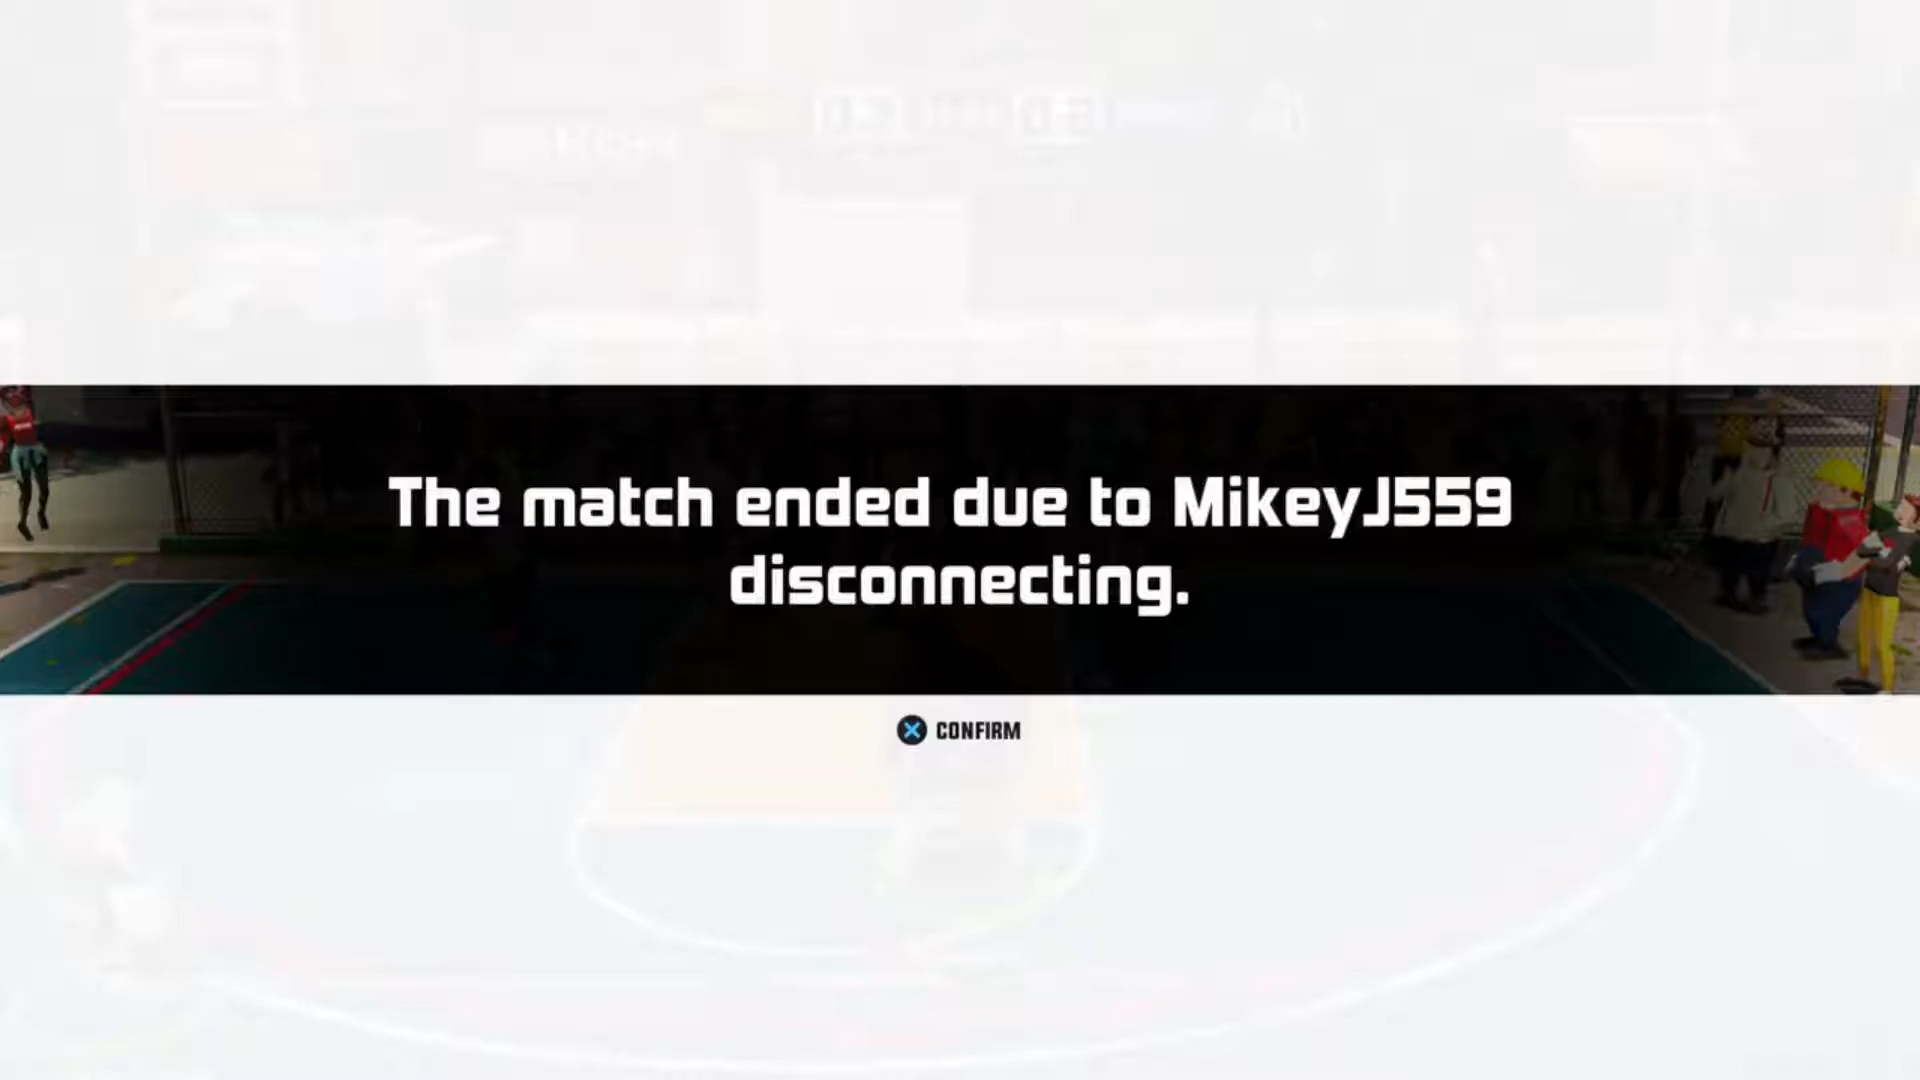 The match ended due to MikeyJ559
disconnecting.
CONFIRM